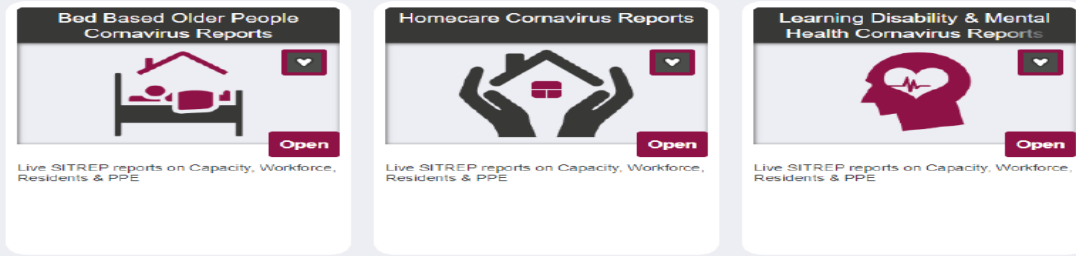 Bed Based Older People
Cornavirus Reports
Open
Live SITREP reports on Capacity, Workforce,
Residents & PPE
Homecare Cornavirus Reports
Open
Live SITREP reports on Capacity, Workforce,
Residents & PPE
Learning Disability & Mental
Health Cornavirus Reports
Open
Live SITREP reports on Capacity, Workforce,
Residents & PPE